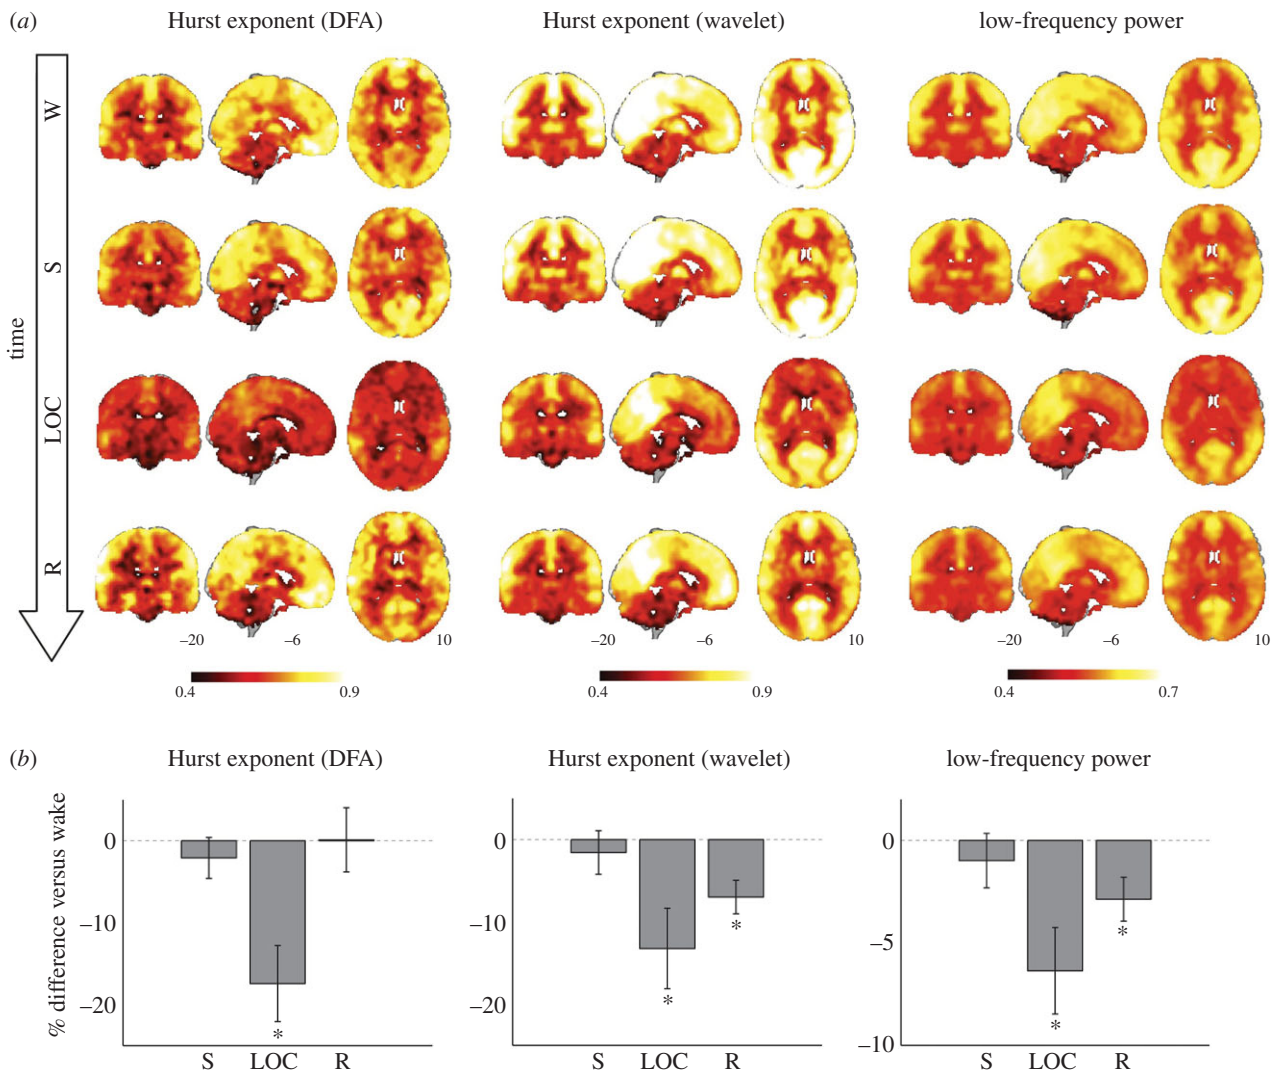 (a) Hurst exponent (DFA) Hurst exponent (wavelet) low-frequency power
time
W
S
LOC
R
–20 –6 10 –20 –6 10 –20 –6 10
0.4 0.9 0.4 0.9 0.4 0.7
(b) Hurst exponent (DFA) Hurst exponent (wavelet) low-frequency power
% difference versus wake
0
–10
–20
*
S LOC R
0
–10
–20
*
*
S LOC R
0
–5
–10
*
*
S LOC R